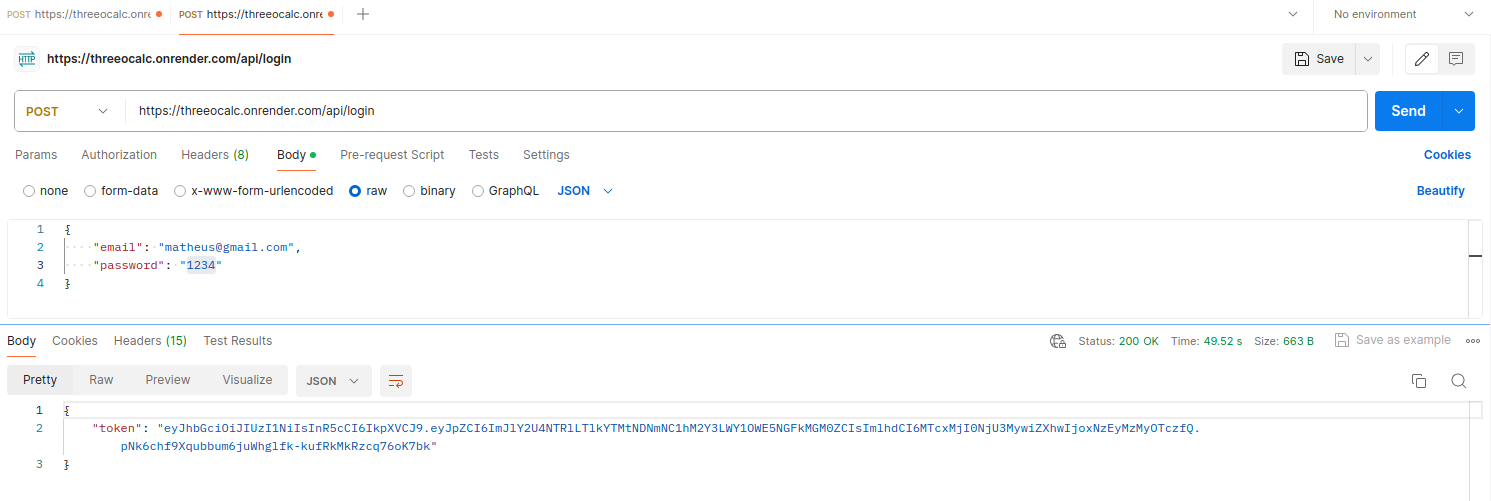 POST https://threeocalc.onre POST https://threeocalc.onre No environment
HTTP https://threeocalc.onrender.com/api/login Save
POST https://threeocalc.onrender.com/api/login Send
Params Authorization Headers (8) Body Pre-request Script Tests Settings Cookies
none form-data x-www-form-urlencoded raw binary GraphQL JSON Beautify
1 {
2 "email": "matheus@gmail.com",
3 "password": "1234"
4 }
Body Cookies Headers (15) Test Results Status: 200 OK Time: 49.52 s Size: 663 B Save as example
Pretty Raw Preview Visualize JSON
1 {
2 "token": "eyJhbGciOiJIUzI1NiIsInR5cCI6IkpXVCJ9.eyJpZCI6ImJlY2U4NTRlLTlkYTMtNDNmNC1hM2Y3LWY1OWE5NGFkMGM0ZCIsImlhdCI6MTcxMjI0NjU3MywiZXhwIjoxNzEyMzMyOTczfQ.
pNk6chf9Xqubbum6juWhglfk-kufRkMkRzcq76oK7bk"
3 }